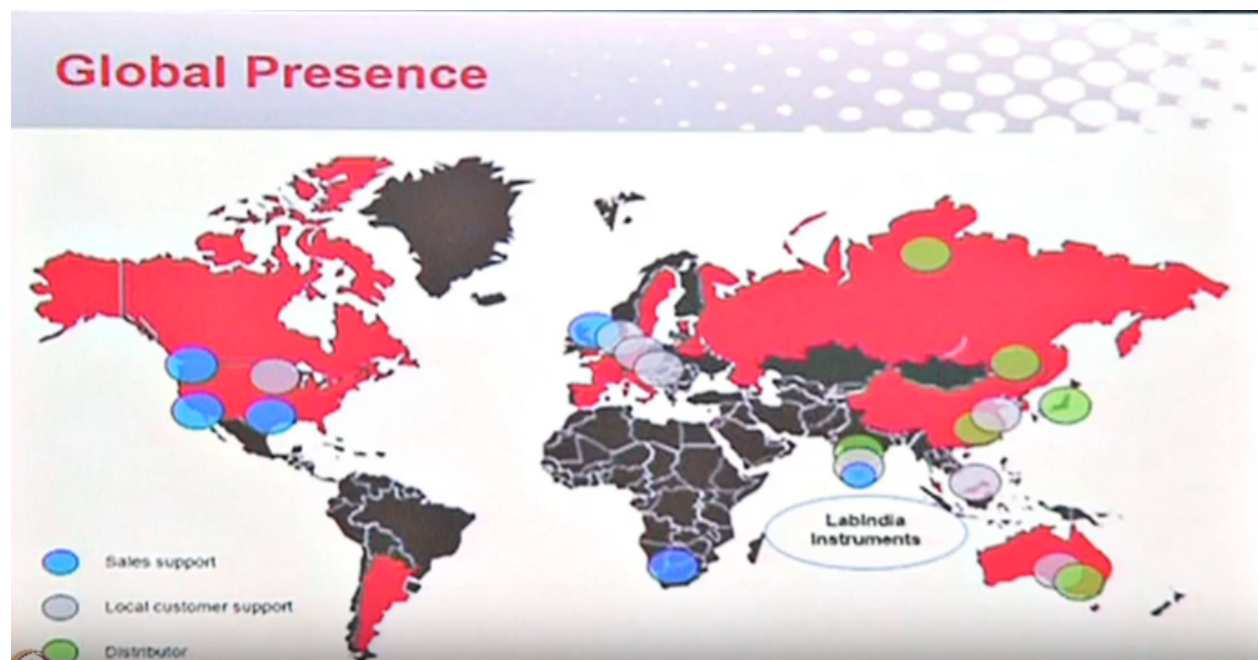 Global Presence
LabIndia
Instruments
Sales support
Local customer support
Distributor